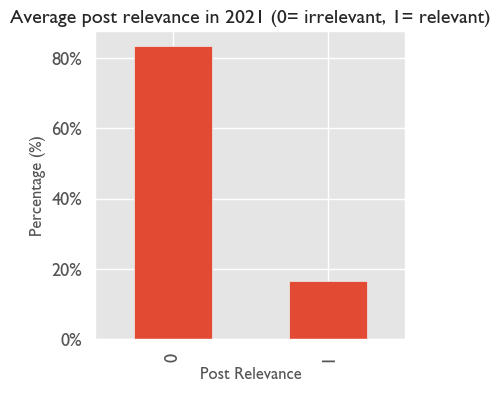 Average post relevance in 2021 (0= irrelevant, 1= relevant)
80%
60%
40%
20%
0%
Percentage (%)
0
1
Post Relevance